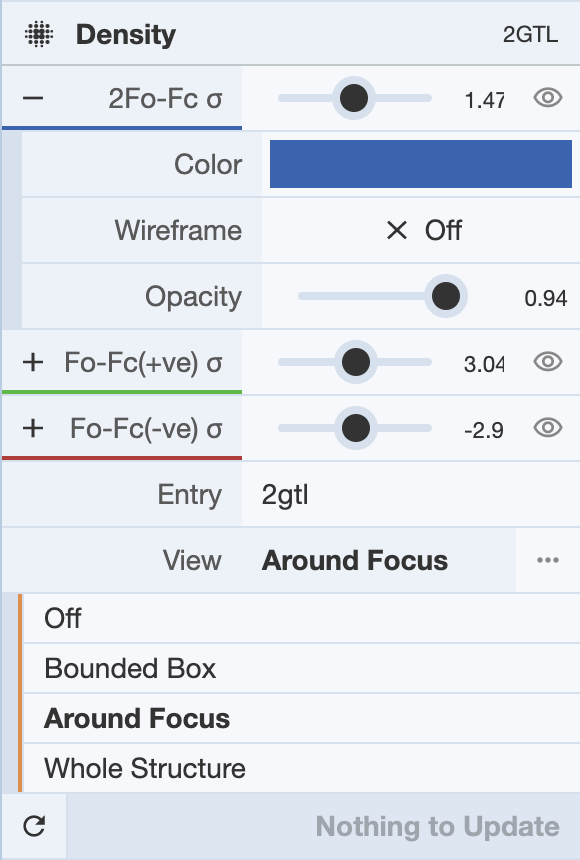 Density 2GTL
2Fo-Fc σ 1.47
Color
Wireframe Off
Opacity 0.94
Fo-Fc(+ve) σ 3.04
Fo-Fc(-ve) σ -2.9
Entry 2gtl
View Around Focus
Off
Bounded Box
Around Focus
Whole Structure
Nothing to Update